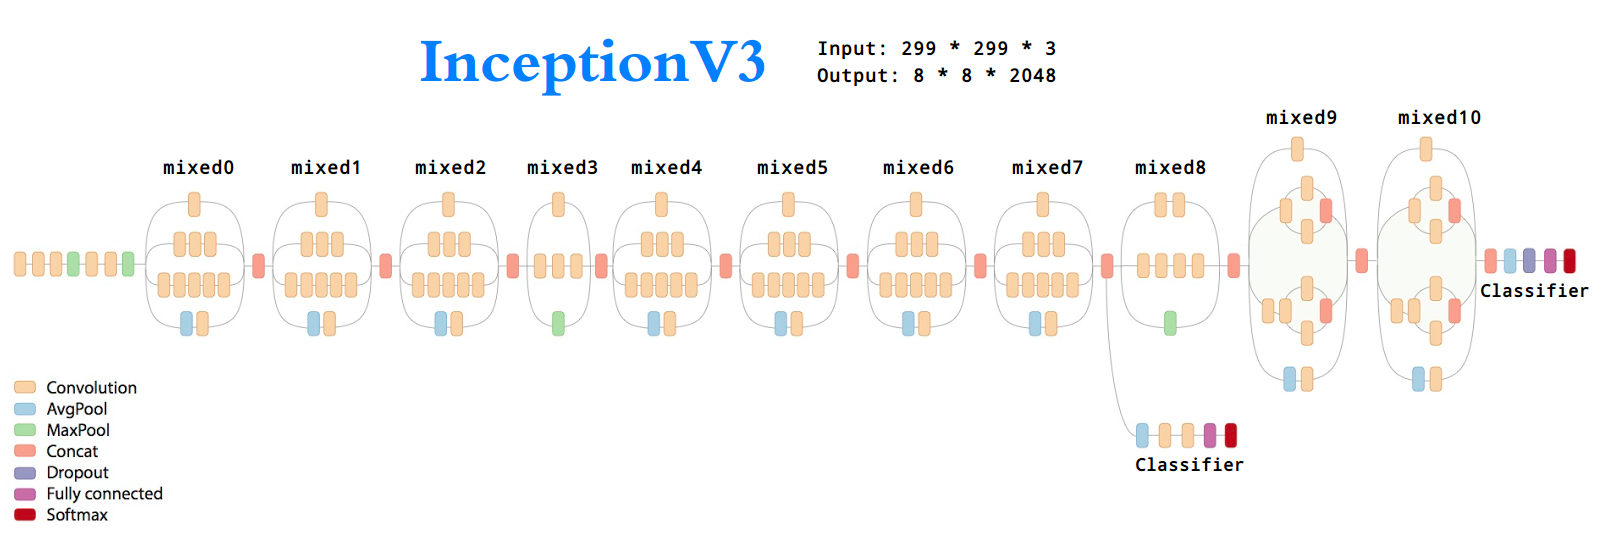 InceptionV3
Input: 299 * 299 * 3
Output: 8 * 8 * 2048
mixed0
mixed1
mixed2
mixed3
mixed4
mixed5
mixed6
mixed7
mixed8
mixed9
mixed10
Classifier
Classifier
Convolution
AvgPool
MaxPool
Concat
Dropout
Fully connected
Softmax